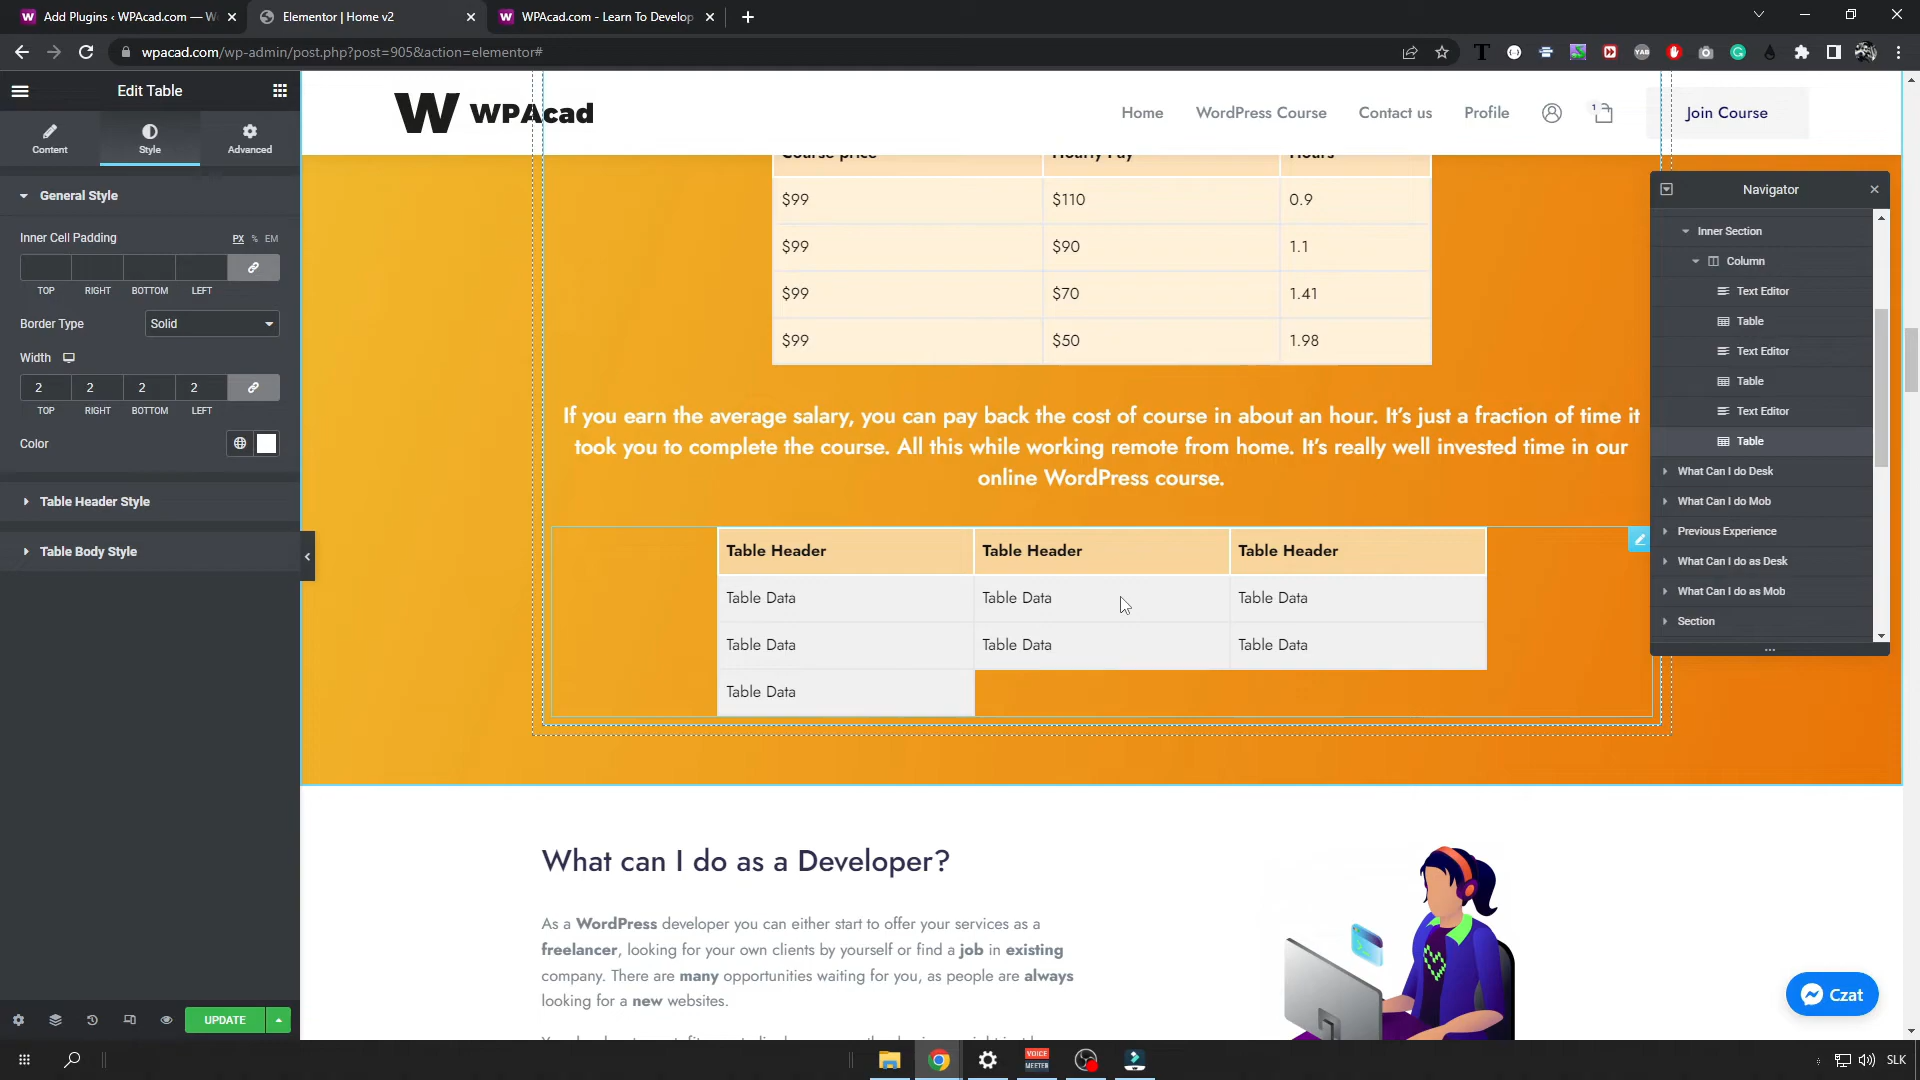 Add Plugins ‹ WPAcad.com — W
Elementor | Home v2
WPAcad.com - Learn To Develop
wpacad.com/wp-admin/post.php?post=905&action=elementor#
Edit Table
Content
Style
Advanced
General Style
Inner Cell Padding
PX % EM
TOP RIGHT BOTTOM LEFT
Border Type
Solid
Width
2 2 2 2
TOP RIGHT BOTTOM LEFT
Color
Table Header Style
Table Body Style
UPDATE
W WPAcad
Home
WordPress Course
Contact us
Profile
1
Join Course
Course price Hourly Pay Hours
$99 $110 0.9
$99 $90 1.1
$99 $70 1.41
$99 $50 1.98
If you earn the average salary, you can pay back the cost of course in about an hour. It’s just a fraction of time it
took you to complete the course. All this while working remote from home. It’s really well invested time in our
online WordPress course.
Table Header Table Header Table Header
Table Data Table Data Table Data
Table Data Table Data Table Data
Table Data
What can I do as a Developer?
As a WordPress developer you can either start to offer your services as a
freelancer, looking for your own clients by yourself or find a job in existing
company. There are many opportunities waiting for you, as people are always
looking for a new websites.
Navigator
Inner Section
Column
Text Editor
Table
Text Editor
Table
Text Editor
Table
What Can I do Desk
What Can I do Mob
Previous Experience
What Can I do as Desk
What Can I do as Mob
Section
Czat
VOICE
MEETER
SLK